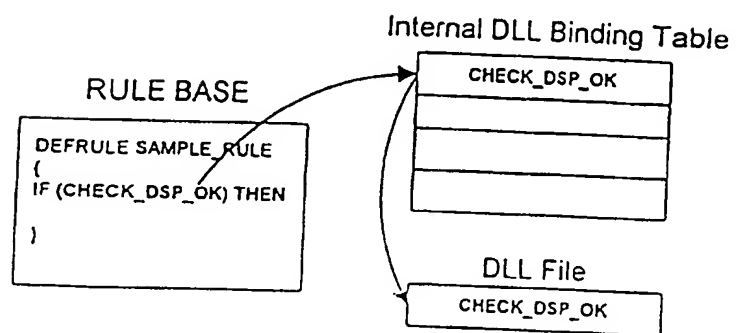 Internal DLL Binding Table
CHECK_DSP_OK
RULE BASE
DEFRULE SAMPLE_RULE
{
IF (CHECK_DSP_OK) THEN
}
DLL File
CHECK_DSP_OK